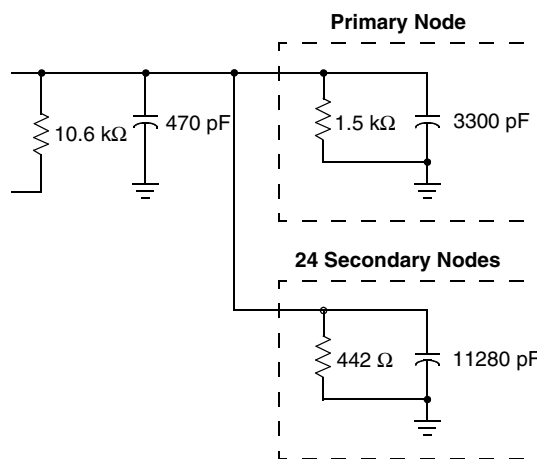 Primary Node
10.6 kΩ
470 pF
1.5 kΩ
3300 pF
24 Secondary Nodes
442 Ω
11280 pF